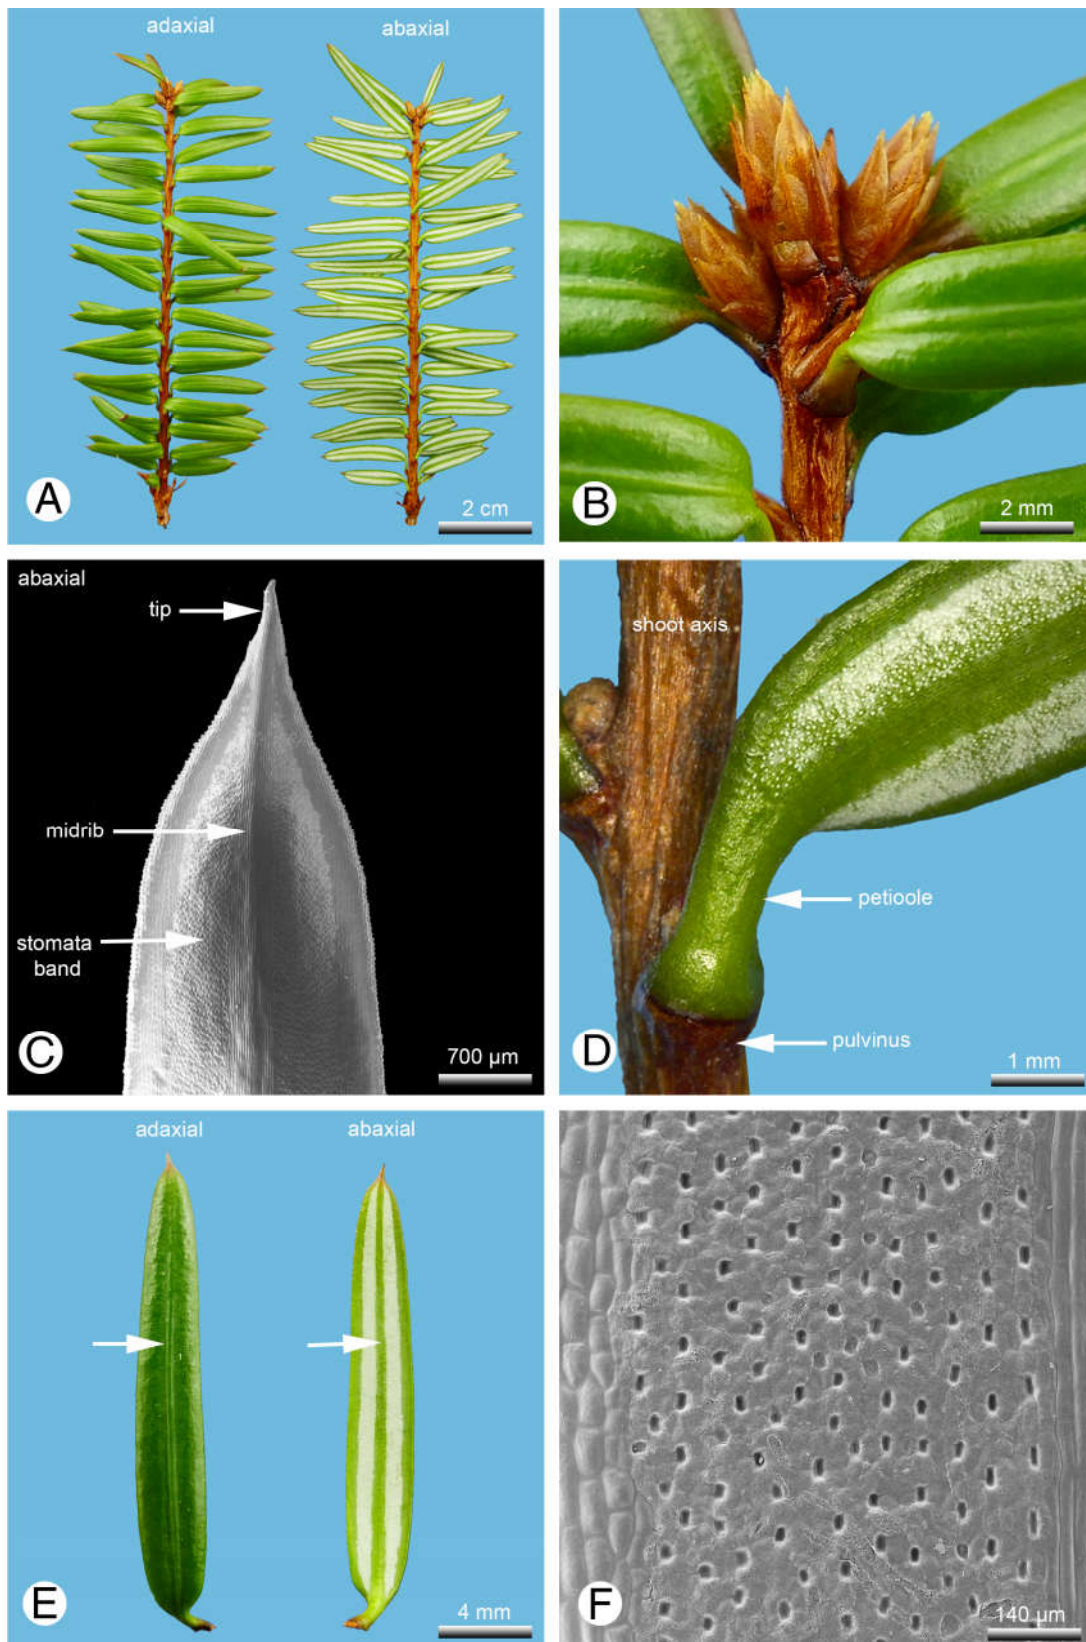 adaxial
abaxial
A
2 cm
B
2 mm
abaxial
tip
midrib
stomata
band
C
700 µm
shoot axis
petioole
pulvinus
D
1 mm
adaxial
abaxial
E
4 mm
F
140 µm